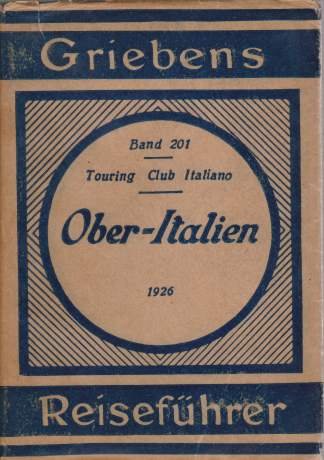 Griebens
Band 201
Touring Club Italiano
Ober-Italien
1926
Reiseführer